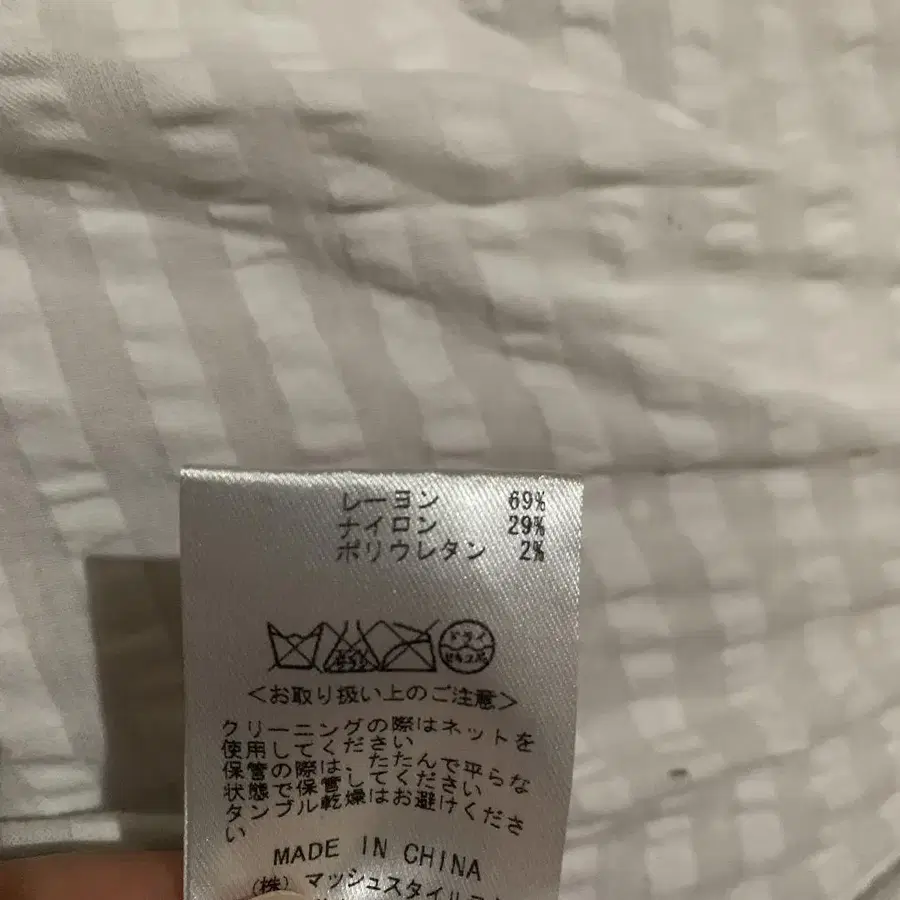 レーヨン 69%
ナイロン 29%
ポリウレタン 2%
ドライ
セキユ系
<お取り扱い上のご注意>
クリーニングの際はネットを
使用してください
保管の際は、たたんで平らな
状態で保管してください
タンブル乾燥はお避けくださ
い
MADE IN CHINA
(株)マッシュスタイル